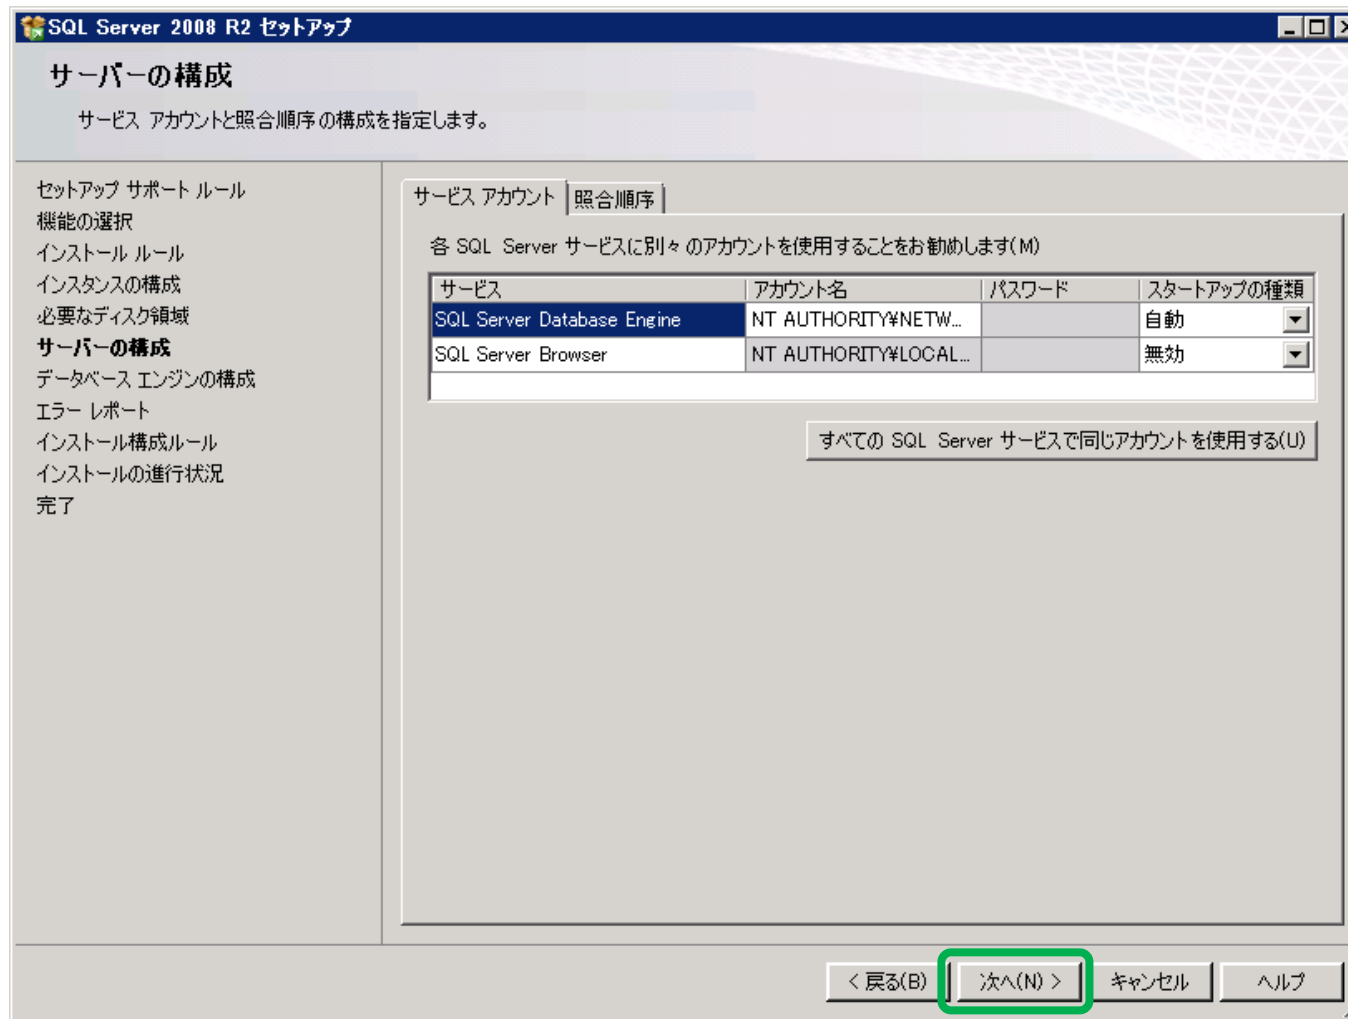 SQL Server 2008 R2 セットアップ
サーバーの構成
サービス アカウントと照合順序の構成を指定します。
セットアップ サポート ルール
機能の選択
インストール ルール
インスタンスの構成
必要なディスク領域
サーバーの構成
データベース エンジンの構成
エラー レポート
インストール構成ルール
インストールの進行状況
完了
サービス アカウント 照合順序
各 SQL Server サービスに別々のアカウントを使用することをお勧めします(M)
サービス アカウント名 パスワード スタートアップの種類
SQL Server Database Engine NT AUTHORITY¥NETW... 自動
SQL Server Browser NT AUTHORITY¥LOCAL... 無効
すべての SQL Server サービスで同じアカウントを使用する(U)
< 戻る(B) 次へ(N) > キャンセル ヘルプ